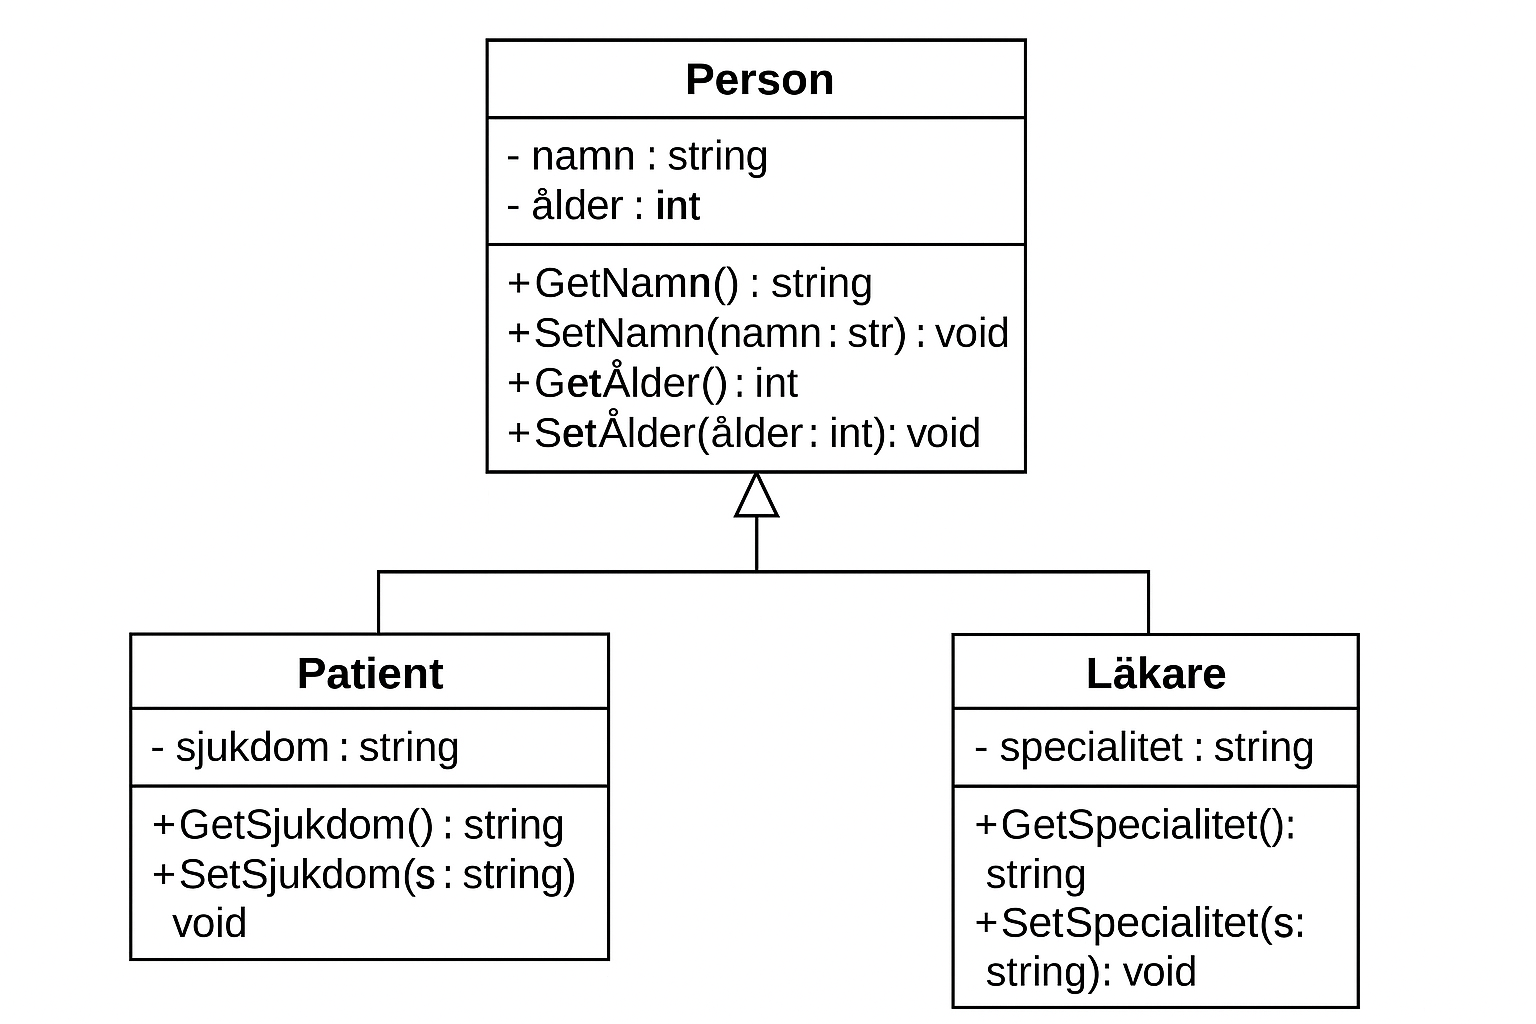 Person
- namn : string
- ålder : int
+GetNamn() : string
+SetNamn(namn : str) : void
+GetÅlder() : int
+SetÅlder(ålder : int): void
Patient
- sjukdom : string
+GetSjukdom() : string
+SetSjukdom(s : string)
void
Läkare
- specialitet : string
+GetSpecialitet():
string
+SetSpecialitet(s:
string): void